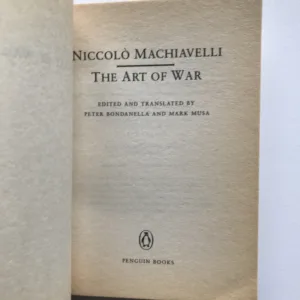 NICCOLÒ MACHIAVELLI
THE ART OF WAR
EDITED AND TRANSLATED BY
PETER BONDANELLA AND MARK MUSA
PENGUIN BOOKS